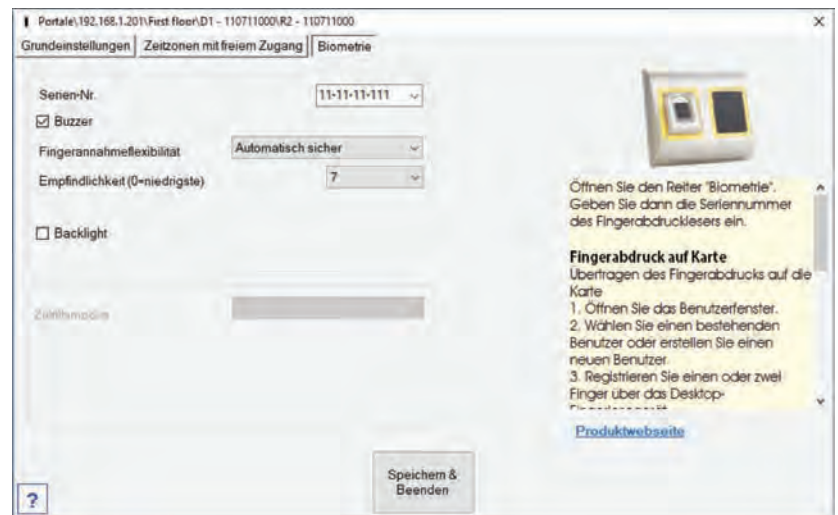 Portale\192.168.1.201\First floor\D1 - 110711000\R2 - 110711000
Grundeinstellungen Zeitzonen mit freiem Zugang Biometrie
Serien-Nr. 11-11-11-111
Buzzer
Fingerannahmeflexibilität Automatisch sicher
Empfindlichkeit (0=niedrigste) 7
Backlight
Öffnen Sie den Reiter "Biometrie".
Geben Sie dann die Seriennummer
des Fingerabdrucklesers ein.
Fingerabdruck auf Karte
Übertragen des Fingerabdrucks auf die
Karte
1. Öffnen Sie das Benutzerfenster.
2. Wählen Sie einen bestehenden
Benutzer oder erstellen Sie einen
neuen Benutzer.
3. Registrieren Sie einen oder zwei
Finger über das Desktop-
Produktwebseite
Speichern &
Beenden
?